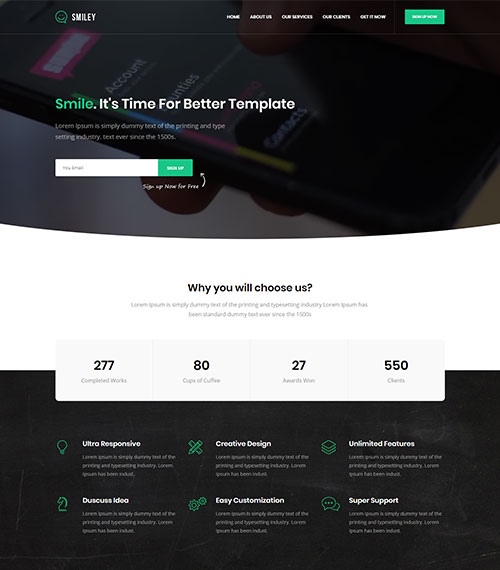 SMILEY
HOME ABOUT US OUR SERVICES OUR CLIENTS GET IT NOW SIGN UP NOW
Account
Contacts
Smile. It's Time For Better Template
Lorem Ipsum is simply dummy text of the printing and type
setting industry. text ever since the 1500s.
You Email SIGN UP
Sign up Now for Free
Why you will choose us?
Lorem Ipsum is simply dummy text of the printing and typesetting industry Lorem Ipsum has
been standard dummy text ever since the 1500s
277 80 27 550
Completed Works Cupx of Cuffee Awards Won Clients
Ultra Responsive Creative Design Unlimited Features
Lorem Ipsum is simply dummy text of the Lorem Ipsum is simply dummy text of the Lorem Ipsum is simply dummy text of the
printing and typesetting industry. Lorem printing and typesetting industry. Lorem printing and typesetting industry. Lorem
Ipsum has been indust. Ipsum has been indust. Ipsum has been indust.
Duscuss Idea Easy Customization Super Support
Lorem Ipsum is simply dummy text of the Lorem Ipsum is simply dummy text of the Lorem Ipsum is simply dummy text of the
printing and typesetting industry. Lorem printing and typesetting industry. Lorem printing and typesetting industry. Lorem
Ipsum has been indust. Ipsum has been indust. Ipsum has been indust.